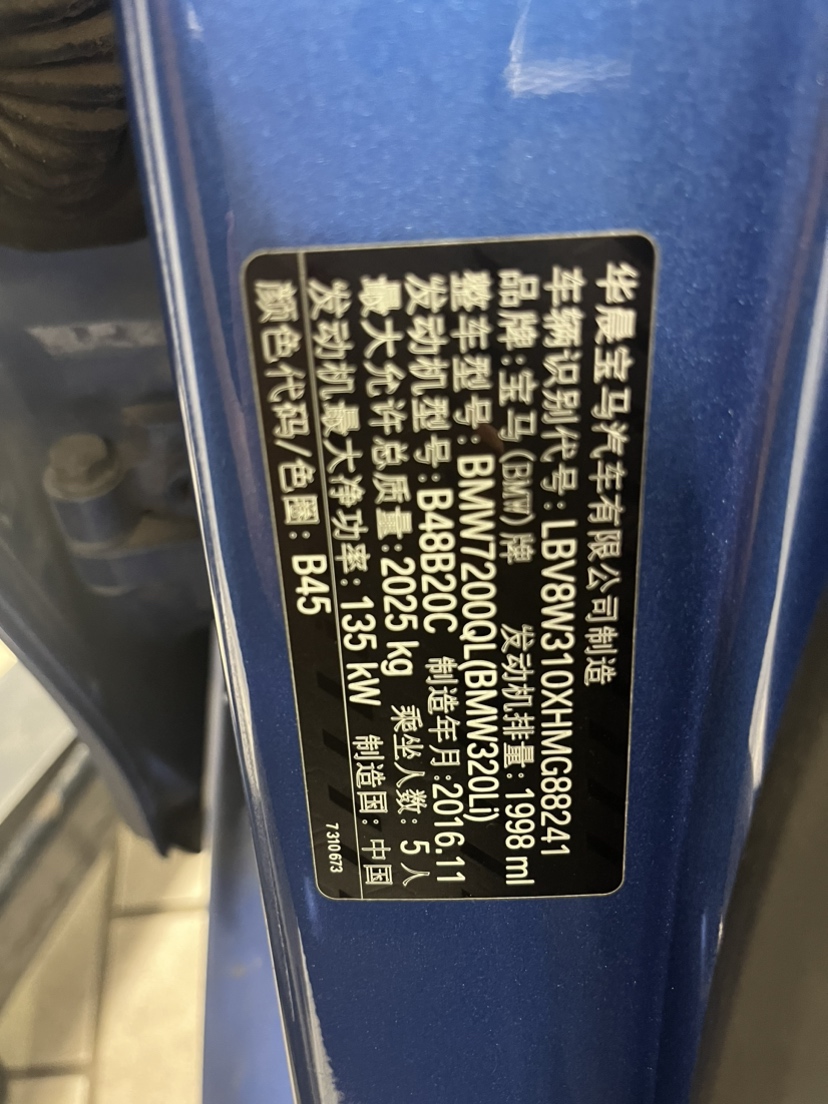 华晨宝马汽车有限公司制造
车辆识别代号:LBV8W310XHMG88241
品牌:宝马(BMW)牌 发动机排量:1998 ml
整车型号:BMW7200QL(BMW320Li)
发动机型号:B48B20C 制造年月:2016.11
最大允许总质量:2025 kg 乘坐人数:5人
发动机最大净功率:135 kW 制造国:中国
颜色代码/色圈:B45 7310673